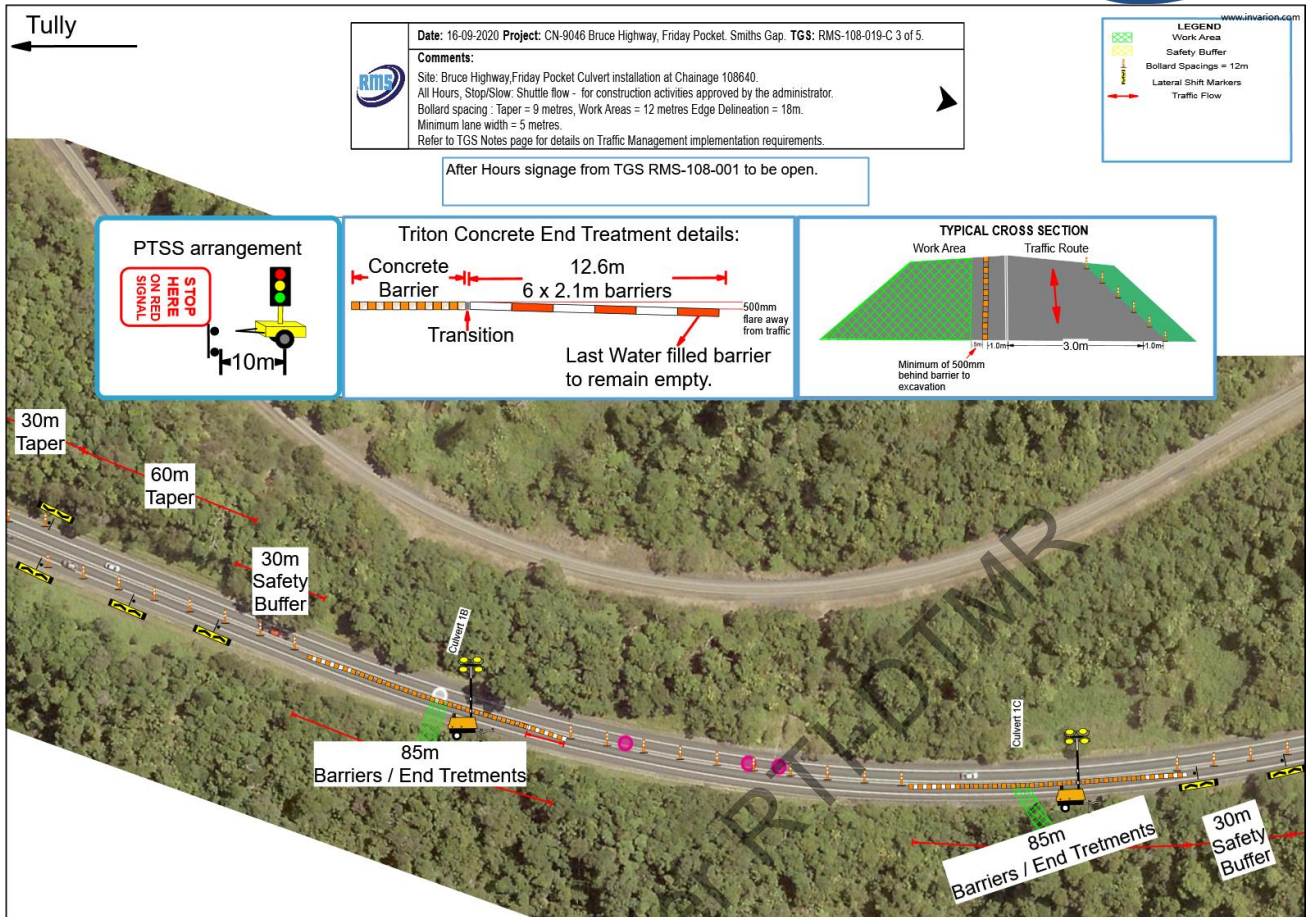 www.invarion.com
Tully
RMS
Date: 16-09-2020 Project: CN-9046 Bruce Highway, Friday Pocket. Smiths Gap. TGS: RMS-108-019-C 3 of 5.
Comments:
Site: Bruce Highway,Friday Pocket Culvert installation at Chainage 108640.
All Hours, Stop/Slow: Shuttle flow - for construction activities approved by the administrator.
Bollard spacing : Taper = 9 metres, Work Areas = 12 metres Edge Delineation = 18m.
Minimum lane width = 5 metres.
Refer to TGS Notes page for details on Traffic Management implementation requirements.
LEGEND
Work Area
Safety Buffer
Bollard Spacings = 12m
Lateral Shift Markers
Traffic Flow
After Hours signage from TGS RMS-108-001 to be open.
PTSS arrangement
STOP
HERE
ON RED
SIGNAL
10m
Triton Concrete End Treatment details:
Concrete
Barrier
12.6m
6 x 2.1m barriers
500mm
flare away
from traffic
Transition
Last Water filled barrier
to remain empty.
TYPICAL CROSS SECTION
Work Area
Traffic Route
.5m
1.0m
3.0m
1.0m
Minimum of 500mm
behind barrier to
excavation
30m
Taper
60m
Taper
30m
Safety
Buffer
Culvert 1B
85m
Barriers / End Tretments
Culvert 1C
85m
Barriers / End Tretments
30m
Safety
Buffer
RTI DTMR